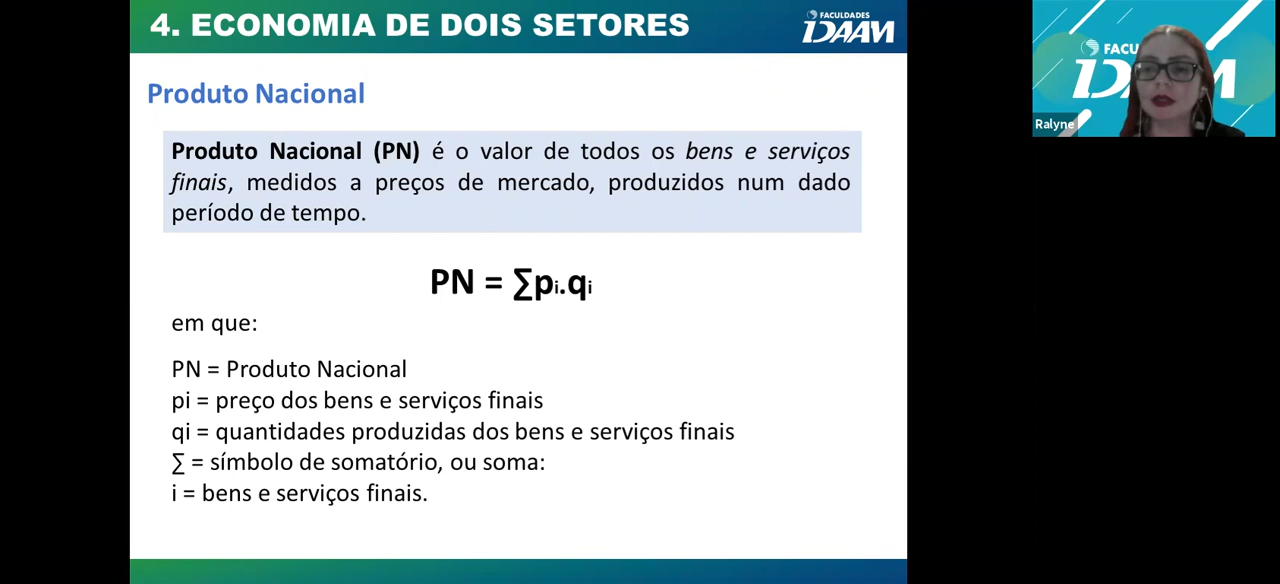 4. ECONOMIA DE DOIS SETORES
FACULDADES
IDAAM
Produto Nacional
Produto Nacional (PN) é o valor de todos os bens e serviços
finais, medidos a preços de mercado, produzidos num dado
período de tempo.
PN = ∑pi.qi
em que:
PN = Produto Nacional
pi = preço dos bens e serviços finais
qi = quantidades produzidas dos bens e serviços finais
∑ = símbolo de somatório, ou soma:
i = bens e serviços finais.
FACU
Ralyne